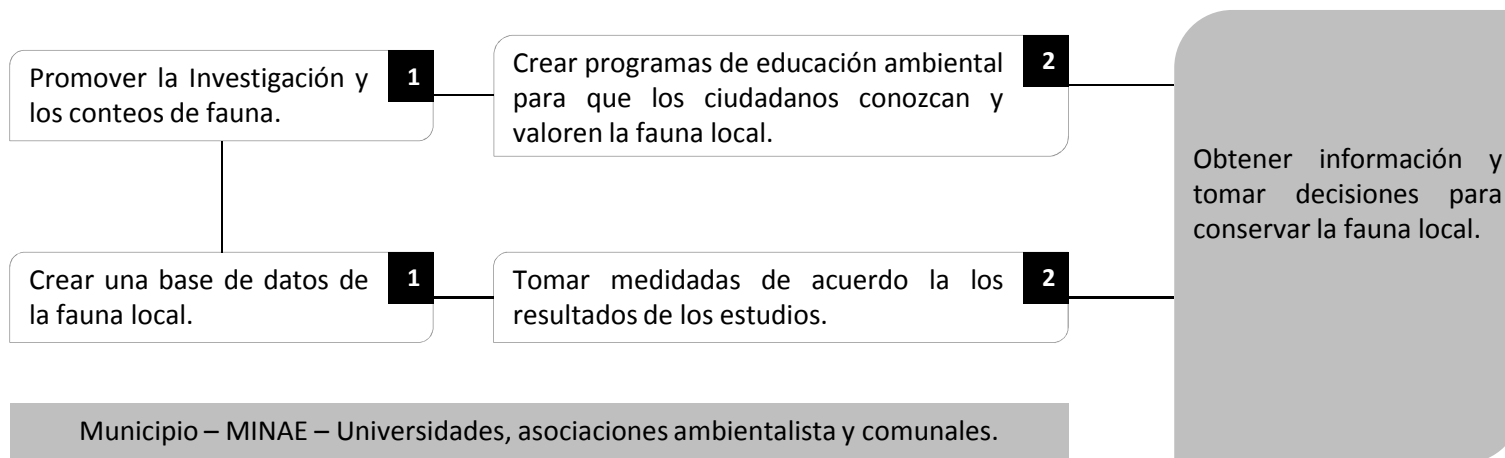 Promover la Investigación y
los conteos de fauna.
1
Crear programas de educación ambiental
para que los ciudadanos conozcan y
valoren la fauna local.
2
Obtener información y
tomar decisiones para
conservar la fauna local.
Crear una base de datos de
la fauna local.
1
Tomar medidadas de acuerdo la los
resultados de los estudios.
2
Municipio – MINAE – Universidades, asociaciones ambientalista y comunales.